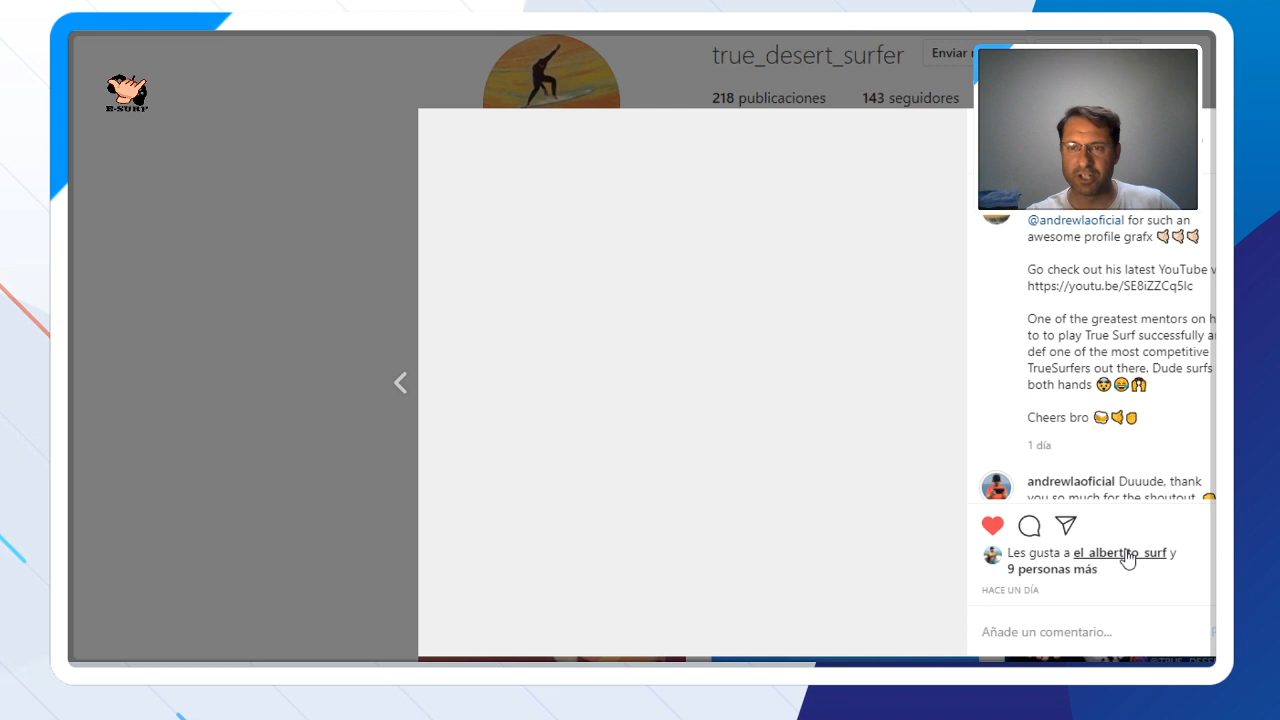 E-SURF
true_desert_surfer
Enviar
218 publicaciones
143 seguidores
@andrewlaoficial for such an
awesome profile grafx
Go check out his latest YouTube v
https://youtu.be/SE8iZZCq5lc
One of the greatest mentors on h
to to play True Surf successfully a
def one of the most competitive
TrueSurfers out there. Dude surfs
both hands
Cheers bro
1 día
andrewlaoficial Duuude, thank
you so much for the shoutout
Les gusta a el_albertito_surf y
9 personas más
HACE UN DÍA
Añade un comentario...